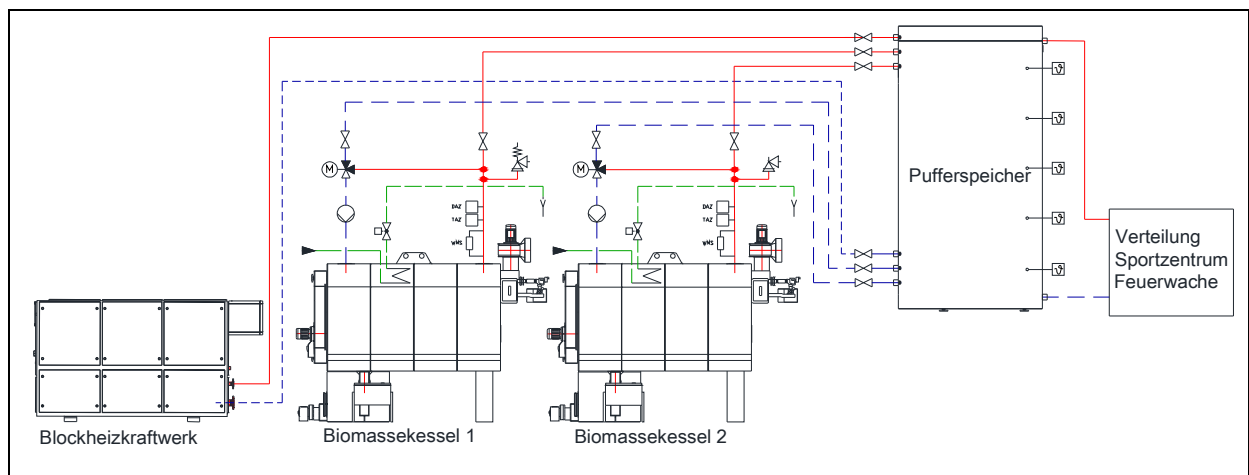 ϑ
ϑ
ϑ
ϑ
ϑ
M
M
Pufferspeicher
DAZ
TAZ
WMS
DAZ
TAZ
WMS
Verteilung
Sportzentrum
Feuerwache
Blockheizkraftwerk
Biomassekessel 1
Biomassekessel 2